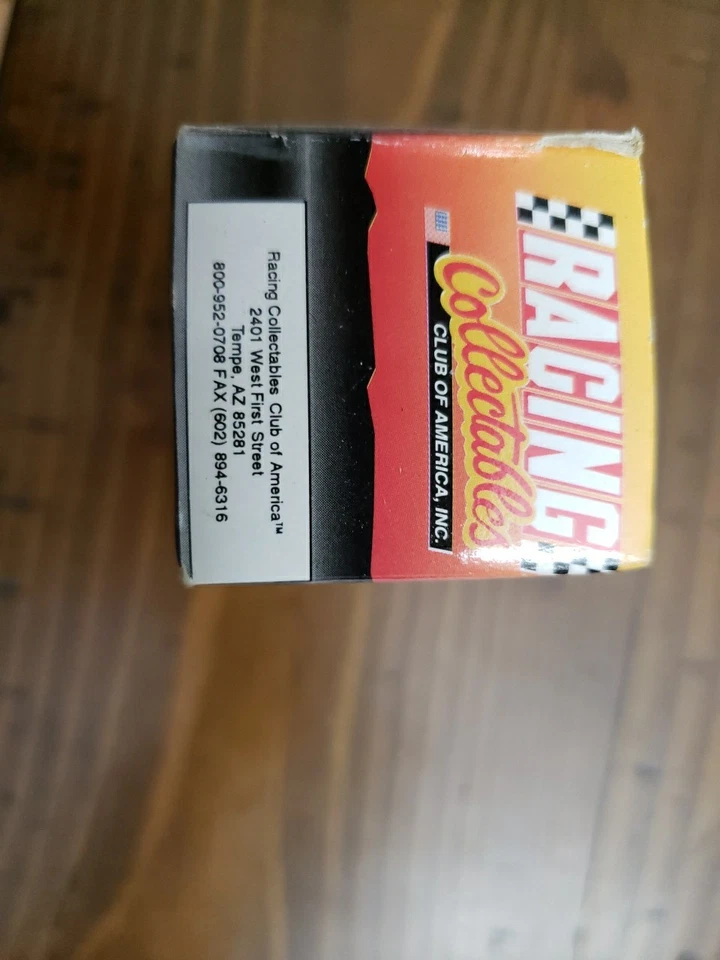 RACING
Collectables
CLUB OF AMERICA, INC.
Racing Collectables Club of America™
2401 West First Street
Tempe, AZ 85281
800-952-0708 FAX (602) 894-6316